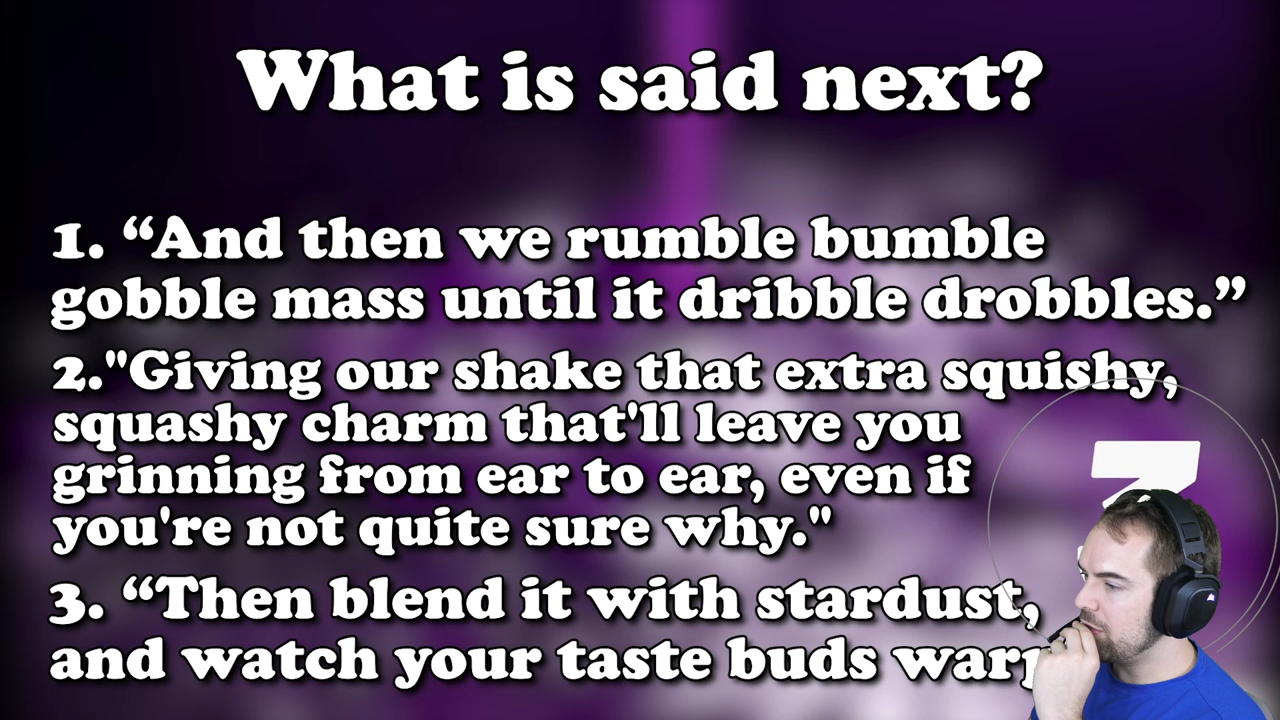 What is said next?
1. “And then we rumble bumble
gobble mass until it dribble drobbles.”
2."Giving our shake that extra squishy,
squashy charm that'll leave you
grinning from ear to ear, even if
you're not quite sure why."
3. “Then blend it with stardust,
and watch your taste buds